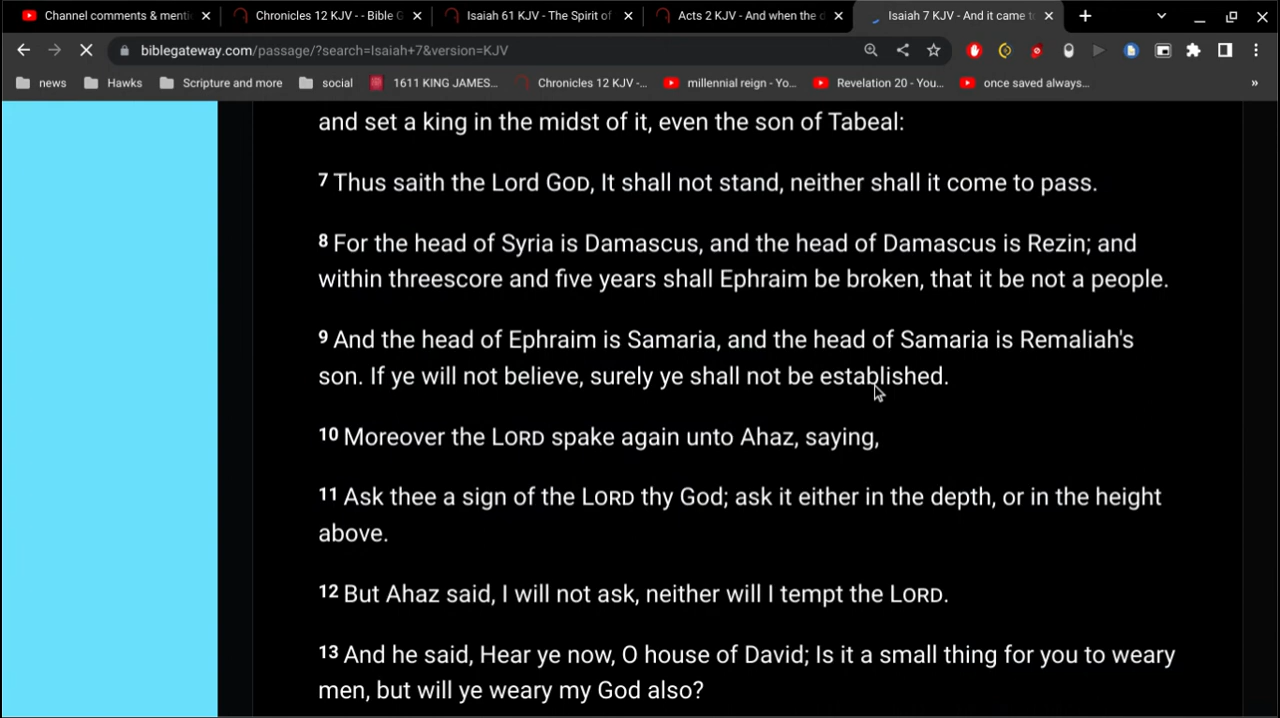 Channel comments & menti
Chronicles 12 KJV - - Bible G
Isaiah 61 KJV - The Spirit of
Acts 2 KJV - And when the d
Isaiah 7 KJV - And it came to
biblegateway.com/passage/?search=Isaiah+7&version=KJV
news Hawks Scripture and more social 1611 KING JAMES... Chronicles 12 KJV -... millennial reign - Yo... Revelation 20 - You... once saved always... »
and set a king in the midst of it, even the son of Tabeal:
7 Thus saith the Lord GOD, It shall not stand, neither shall it come to pass.
8 For the head of Syria is Damascus, and the head of Damascus is Rezin; and
within threescore and five years shall Ephraim be broken, that it be not a people.
9 And the head of Ephraim is Samaria, and the head of Samaria is Remaliah's
son. If ye will not believe, surely ye shall not be established.
10 Moreover the LORD spake again unto Ahaz, saying,
11 Ask thee a sign of the LORD thy God; ask it either in the depth, or in the height
above.
12 But Ahaz said, I will not ask, neither will I tempt the LORD.
13 And he said, Hear ye now, O house of David; Is it a small thing for you to weary
men, but will ye weary my God also?